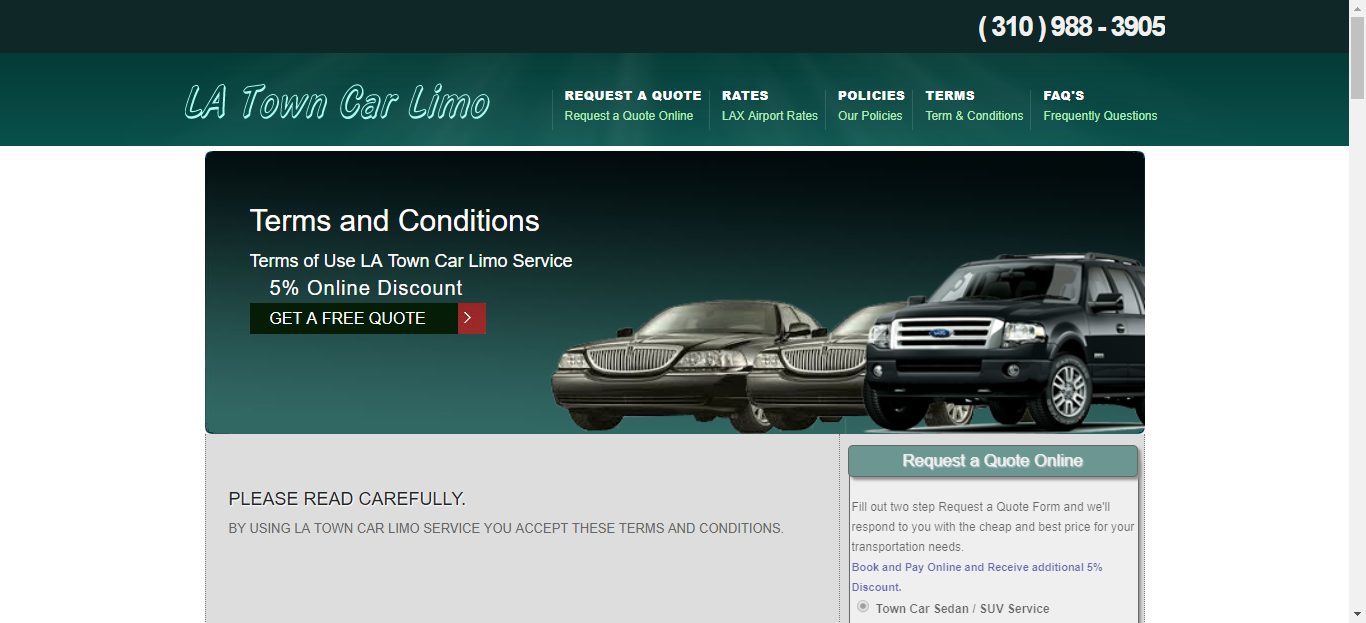 ( 310 ) 988 - 3905
LA Town Car Limo
REQUEST A QUOTE
Request a Quote Online
RATES
LAX Airport Rates
POLICIES
Our Policies
TERMS
Term & Conditions
FAQ'S
Frequently Questions
Terms and Conditions
Terms of Use LA Town Car Limo Service
5% Online Discount
GET A FREE QUOTE
PLEASE READ CAREFULLY.
BY USING LA TOWN CAR LIMO SERVICE YOU ACCEPT THESE TERMS AND CONDITIONS.
Request a Quote Online
Fill out two step Request a Quote Form and we'll
respond to you with the cheap and best price for your
transportation needs.
Book and Pay Online and Receive additional 5%
Discount.
Town Car Sedan / SUV Service